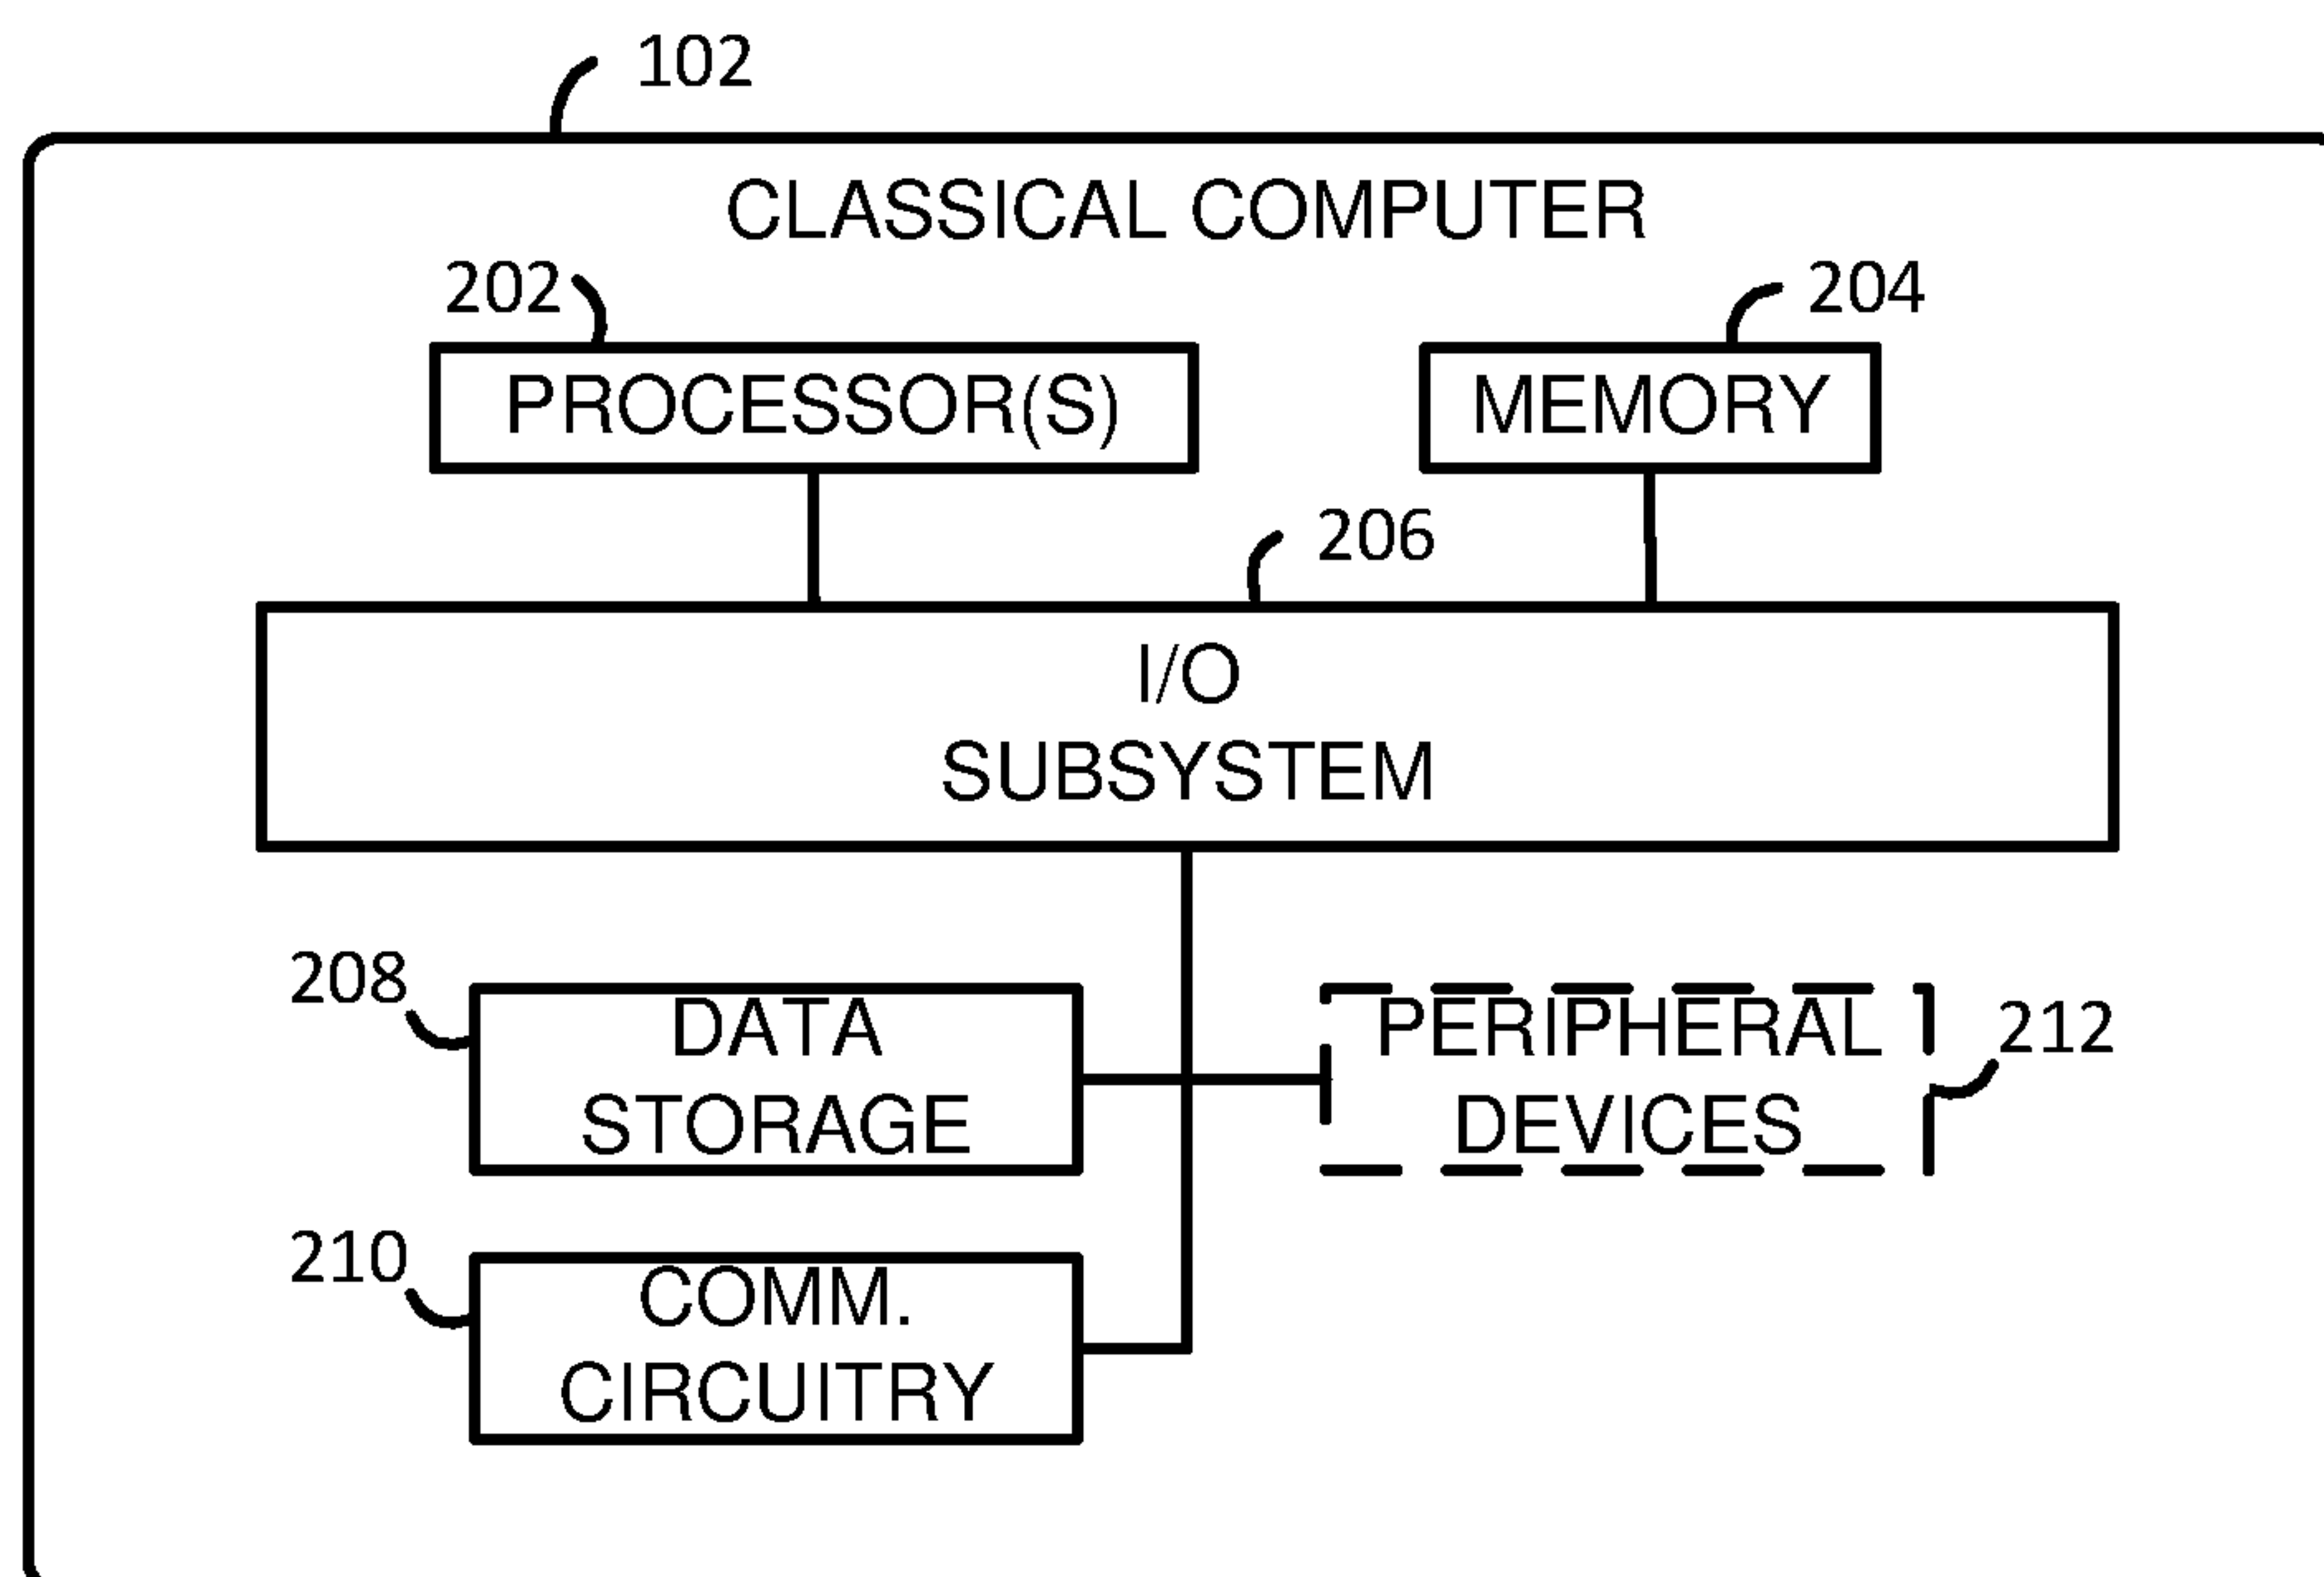 102
CLASSICAL COMPUTER
202
204
PROCESSOR(S)
MEMORY
206
I/O
SUBSYSTEM
208
DATA
STORAGE
PERIPHERAL
DEVICES
212
210
COMM.
CIRCUITRY